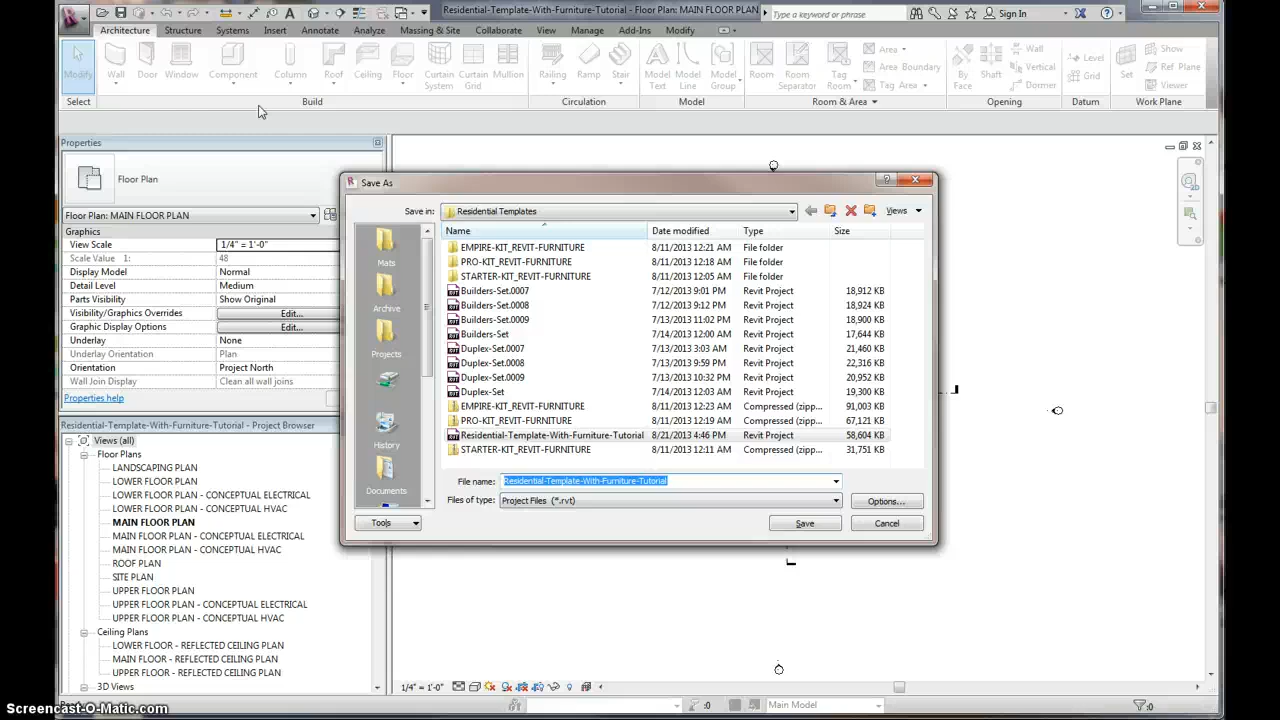 Residential-Template-With-Furniture-Tutorial - Floor Plan: MAIN FLOOR PLAN
Type a keyword or phrase
Sign In
Architecture Structure Systems Insert Annotate Analyze Massing & Site Collaborate View Manage Add-Ins Modify
Modify Wall Door Window Component Column Roof Ceiling Floor Curtain System Curtain Grid Mullion Railing Ramp Stair Model Text Model Line Model Group Room Room Separator Tag Room Area Area Boundary Tag Area By Face Shaft Wall Vertical Dormer Level Grid Set Show Ref Plane Viewer
Select Build Circulation Model Room & Area Opening Datum Work Plane
Properties
Floor Plan
Floor Plan: MAIN FLOOR PLAN
Graphics
View Scale 1/4" = 1'-0"
Scale Value 1: 48
Display Model Normal
Detail Level Medium
Parts Visibility Show Original
Visibility/Graphics Overrides Edit...
Graphic Display Options Edit...
Underlay None
Underlay Orientation Plan
Orientation Project North
Wall Join Display Clean all wall joins
Properties help
Residential-Template-With-Furniture-Tutorial - Project Browser
Views (all)
Floor Plans
LANDSCAPING PLAN
LOWER FLOOR PLAN
LOWER FLOOR PLAN - CONCEPTUAL ELECTRICAL
LOWER FLOOR PLAN - CONCEPTUAL HVAC
MAIN FLOOR PLAN
MAIN FLOOR PLAN - CONCEPTUAL ELECTRICAL
MAIN FLOOR PLAN - CONCEPTUAL HVAC
ROOF PLAN
SITE PLAN
UPPER FLOOR PLAN
UPPER FLOOR PLAN - CONCEPTUAL ELECTRICAL
UPPER FLOOR PLAN - CONCEPTUAL HVAC
Ceiling Plans
LOWER FLOOR - REFLECTED CEILING PLAN
MAIN FLOOR - REFLECTED CEILING PLAN
UPPER FLOOR - REFLECTED CEILING PLAN
3D Views
Save As
Save in: Residential Templates Views
Mats
Archive
Projects
History
Documents
Name Date modified Type Size
EMPIRE-KIT_REVIT-FURNITURE 8/11/2013 12:21 AM File folder
PRO-KIT_REVIT-FURNITURE 8/11/2013 12:18 AM File folder
STARTER-KIT_REVIT-FURNITURE 8/11/2013 12:05 AM File folder
Builders-Set.0007 7/12/2013 9:01 PM Revit Project 18,912 KB
Builders-Set.0008 7/12/2013 9:12 PM Revit Project 18,924 KB
Builders-Set.0009 7/13/2013 11:02 PM Revit Project 18,900 KB
Builders-Set 7/14/2013 12:00 AM Revit Project 17,644 KB
Duplex-Set.0007 7/13/2013 3:03 AM Revit Project 21,460 KB
Duplex-Set.0008 7/13/2013 9:59 PM Revit Project 22,316 KB
Duplex-Set.0009 7/13/2013 10:32 PM Revit Project 20,952 KB
Duplex-Set 7/14/2013 12:03 AM Revit Project 19,300 KB
EMPIRE-KIT_REVIT-FURNITURE 8/11/2013 12:23 AM Compressed (zipp... 91,003 KB
PRO-KIT_REVIT-FURNITURE 8/11/2013 12:19 AM Compressed (zipp... 67,121 KB
Residential-Template-With-Furniture-Tutorial 8/21/2013 4:46 PM Revit Project 58,604 KB
STARTER-KIT_REVIT-FURNITURE 8/11/2013 12:11 AM Compressed (zipp... 31,751 KB
File name: Residential-Template-With-Furniture-Tutorial
Files of type: Project Files (*.rvt) Options...
Tools Save Cancel
1/4" = 1'-0"
:0 Main Model :0
Screencast-O-Matic.com